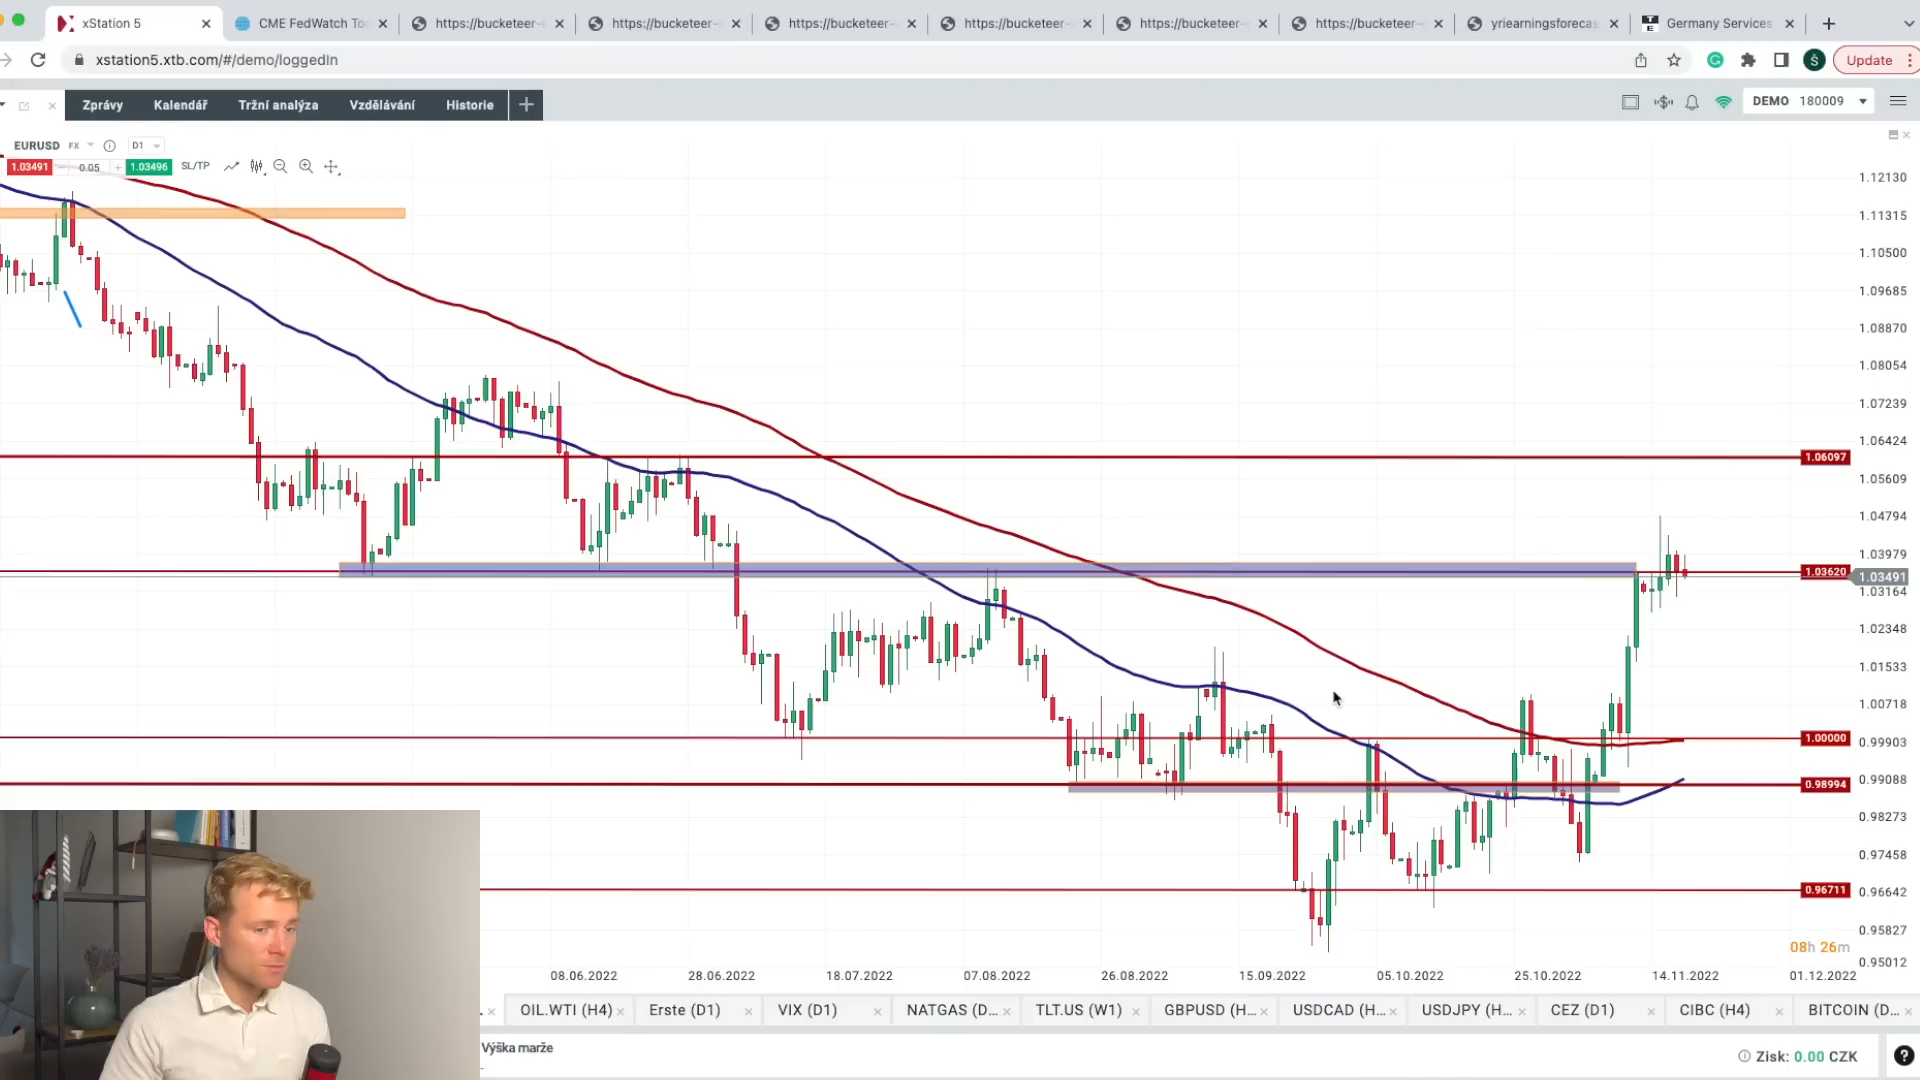 xStation 5
CME FedWatch To
https://bucketeer-
https://bucketeer-
https://bucketeer-
https://bucketeer-
https://bucketeer-
https://bucketeer-
yriearningsforecas
Germany Services
xstation5.xtb.com/#/demo/loggedIn
Š
Update
Zprávy
Kalendář
Tržní analýza
Vzdělávání
Historie
DEMO 180009
EURUSD FX D1
1.03491 0.05 1.03496 SL/TP
1.12130
1.11315
1.10500
1.09685
1.08870
1.08054
1.07239
1.06424
1.06097
1.05609
1.04794
1.03979
1.03620
1.03491
1.03164
1.02348
1.01533
1.00718
1.00000
0.99903
0.99088
0.98994
0.98273
0.97458
0.96711
0.96642
0.95827
08h 26m
0.95012
08.06.2022
28.06.2022
18.07.2022
07.08.2022
26.08.2022
15.09.2022
05.10.2022
25.10.2022
14.11.2022
01.12.2022
OIL.WTI (H4)
Erste (D1)
VIX (D1)
NATGAS (D...
TLT.US (W1)
GBPUSD (H...
USDCAD (H...
USDJPY (H...
CEZ (D1)
CIBC (H4)
BITCOIN (D...
Výška marže
-
Zisk: 0.00 CZK